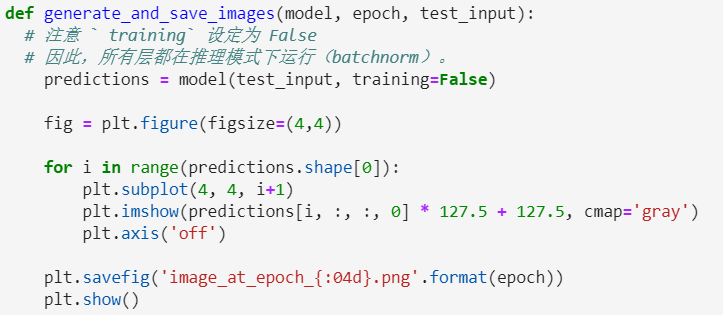 def generate_and_save_images(model, epoch, test_input):
  # 注意 ` training` 设定为 False
  # 因此，所有层都在推理模式下运行（batchnorm）。
    predictions = model(test_input, training=False)

    fig = plt.figure(figsize=(4,4))

    for i in range(predictions.shape[0]):
        plt.subplot(4, 4, i+1)
        plt.imshow(predictions[i, :, :, 0] * 127.5 + 127.5, cmap='gray')
        plt.axis('off')

    plt.savefig('image_at_epoch_{:04d}.png'.format(epoch))
    plt.show()